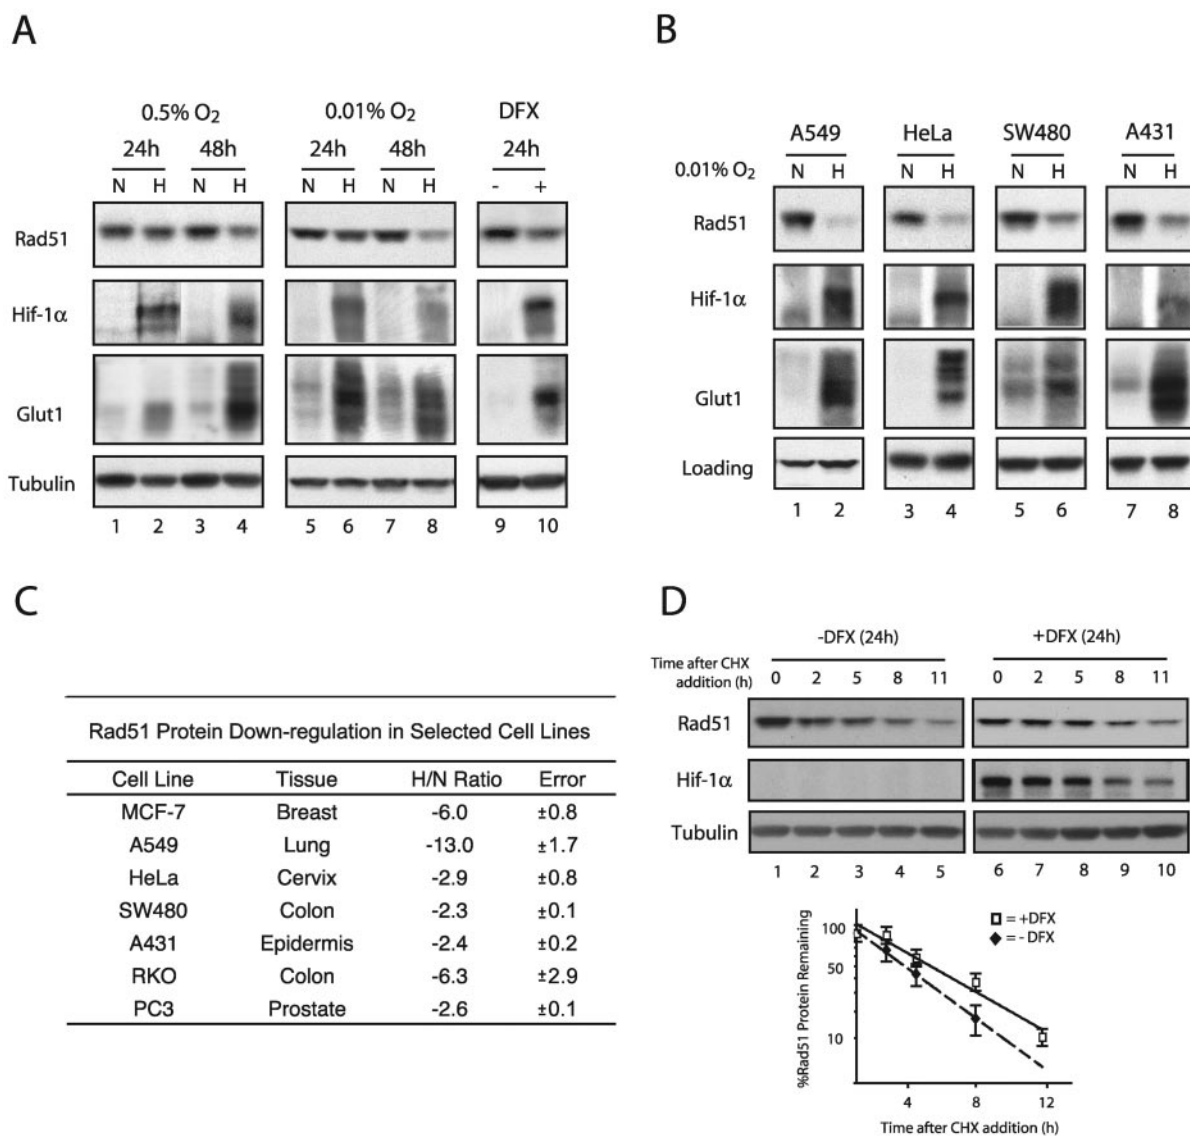 A
0.5% O2 0.01% O2 DFX
24h 48h 24h 48h 24h
N H N H N H N H - +
Rad51
Hif-1α
Glut1
Tubulin
1 2 3 4 5 6 7 8 9 10
B
A549 HeLa SW480 A431
0.01% O2 N H N H N H N H
Rad51
Hif-1α
Glut1
Loading
1 2 3 4 5 6 7 8
C
Rad51 Protein Down-regulation in Selected Cell Lines
Cell Line Tissue H/N Ratio Error
MCF-7 Breast -6.0 ±0.8
A549 Lung -13.0 ±1.7
HeLa Cervix -2.9 ±0.8
SW480 Colon -2.3 ±0.1
A431 Epidermis -2.4 ±0.2
RKO Colon -6.3 ±2.9
PC3 Prostate -2.6 ±0.1
D
-DFX (24h) +DFX (24h)
Time after CHX
addition (h) 0 2 5 8 11 0 2 5 8 11
Rad51
Hif-1α
Tubulin
1 2 3 4 5 6 7 8 9 10
%Rad51 Protein Remaining
100
50
10
= +DFX
= - DFX
4 8 12
Time after CHX addition (h)